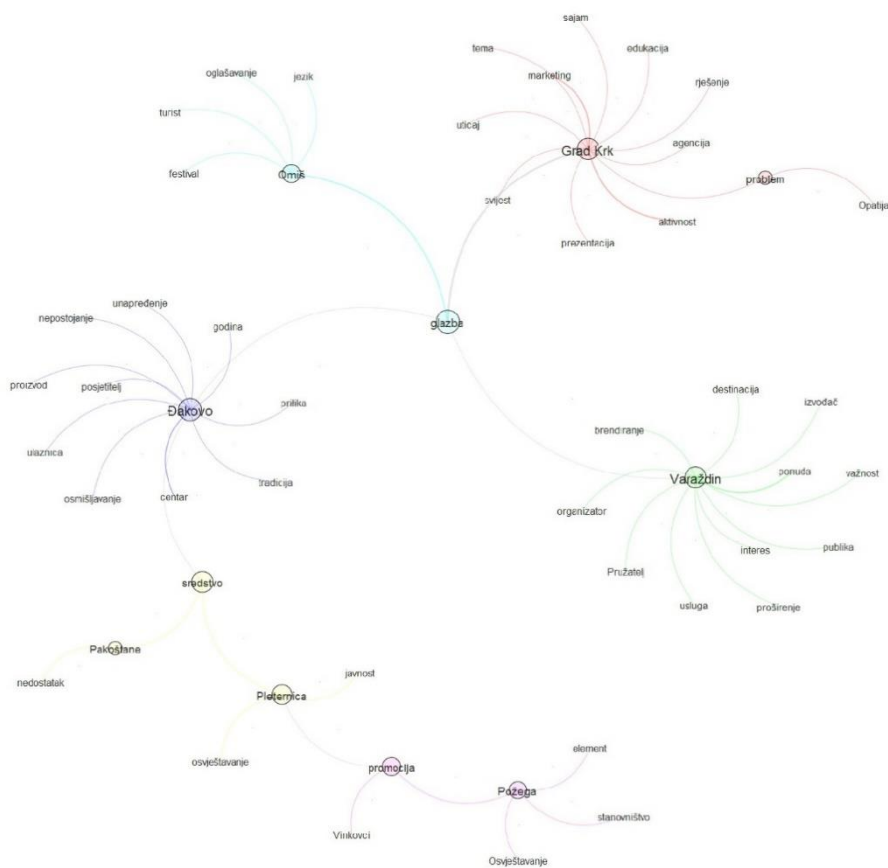 sajam
tema
edukacija
marketing
rješenje
uticaj
agencija
Grad Krk
problem
Opatija
svijest
aktivnost
prezentacija
oglašavanje
jezik
turist
festival
Omiš
glazba
unapređenje
nepostojanje
godina
proizvod
posjetitelj
prilika
Đakovo
ulaznica
osmišljavanje
centar
tradicija
destinacija
izvođač
brendiranje
Varaždin
ponuda
važnost
organizator
interes
publika
Pružatelj
usluga
proširenje
sredstvo
Pakoštane
nedostatak
javnost
Pleternica
osvještavanje
promocija
element
Požega
stanovništvo
Vinkovci
Osvještavanje